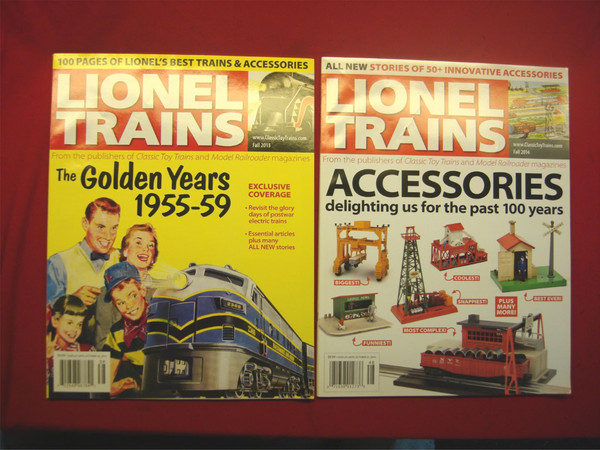 100 PAGES OF LIONEL'S BEST TRAINS & ACCESSORIES
LIONEL
TRAINS
www.ClassicToyTrains.com
Fall 2013
From the publishers of Classic Toy Trains and Model Railroader magazines
The Golden Years
1955-59
EXCLUSIVE
COVERAGE
• Revisit the glory
days of postwar
electric trains
• Essential articles
plus many
ALL NEW stories
ALL NEW STORIES OF 50+ INNOVATIVE ACCESSORIES
LIONEL
TRAINS
www.ClassicToyTrains.com
Fall 2014
From the publishers of Classic Toy Trains and Model Railroader magazines
ACCESSORIES
delighting us for the past 100 years
BIGGEST!
COOLEST!
BEST EVER!
SNAPPIEST!
PLUS
MANY
MORE!
MOST COMPLEX!
FUNNIEST!